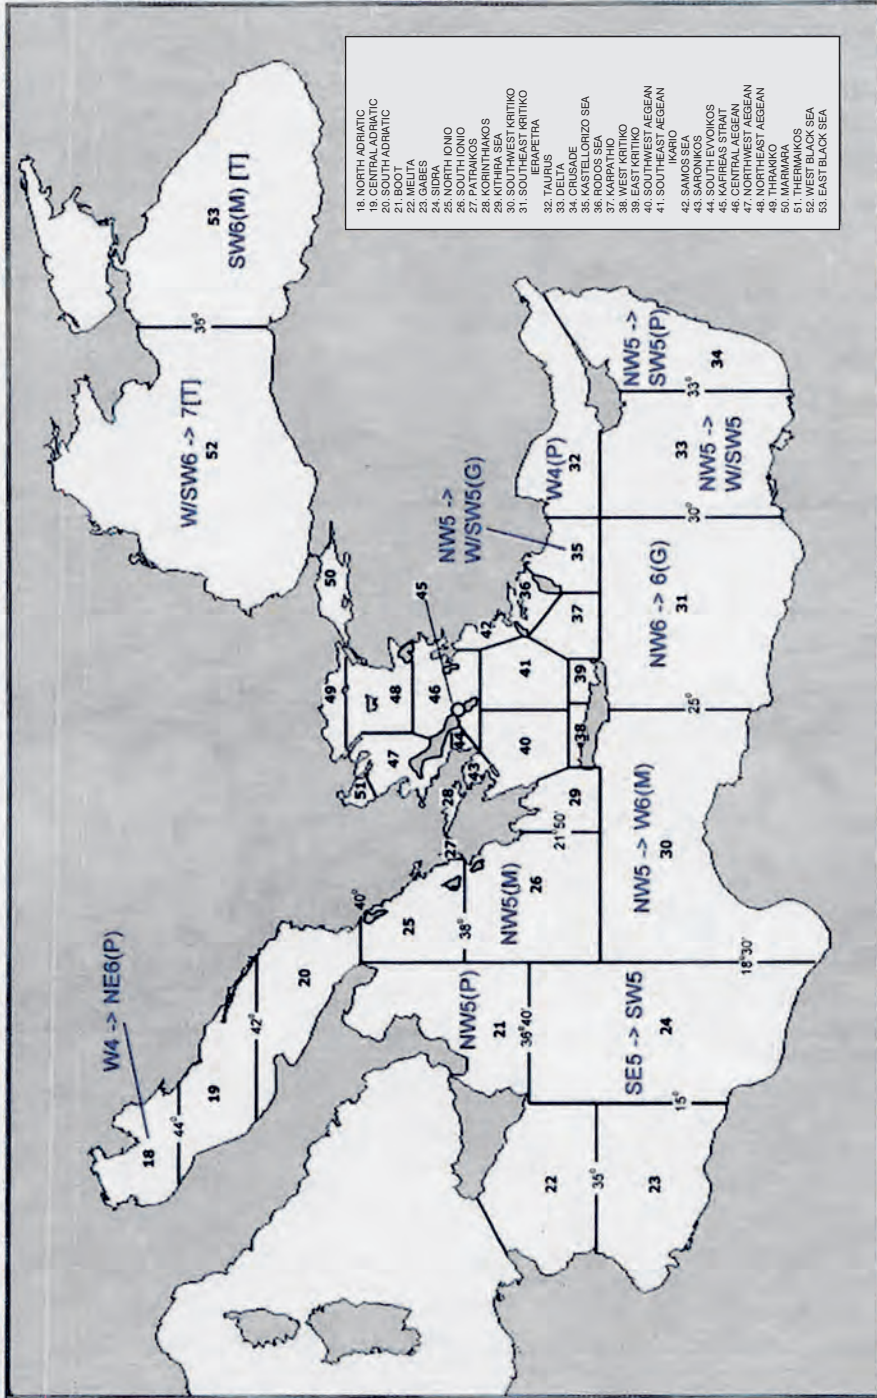 W4 -> NE6(P)
18
44°
19
42°
20
40°
25
38°
NW5(P)
21
36°40'
NW5(M)
26
22
35°
23
15°
SE5 -> SW5
24
18°30'
27
28
43
44
51
47
49
48
46
45
50
42
36
41
40
29
21°50'
38
39
37
35
NW5 ->
W/SW5(G)
W4(P)
32
NW5 -> W6(M)
30
25°
NW6 -> 6(G)
31
30°
33
NW5 ->
W/SW5
33°
NW5 ->
SW5(P)
34
W/SW6 -> 7[T]
52
35°
53
SW6(M) [T]
18. NORTH ADRIATIC
19. CENTRAL ADRIATIC
20. SOUTH ADRIATIC
21. BOOT
22. MELITA
23. GABES
24. SIDRA
25. NORTH IONIO
26. SOUTH IONIO
27. PATRAIKOS
28. KORINTHIAKOS
29. KITHIRA SEA
30. SOUTHWEST KRITIKO
31. SOUTHEAST KRITIKO
IERAPETRA
32. TAURUS
33. DELTA
34. CRUSADE
35. KASTELLORIZO SEA
36. RODOS SEA
37. KARPATHIO
38. WEST KRITIKO
39. EAST KRITIKO
40. SOUTHWEST AEGEAN
41. SOUTHEAST AEGEAN
IKARIO
42. SAMOS SEA
43. SARONIKOS
44. SOUTH EVVOIKOS
45. KAFIREAS STRAIT
46. CENTRAL AEGEAN
47. NORTHWEST AEGEAN
48. NORTHEAST AEGEAN
49. THRAKIKO
50. MARMARA
51. THERMAIKOS
52. WEST BLACK SEA
53. EAST BLACK SEA